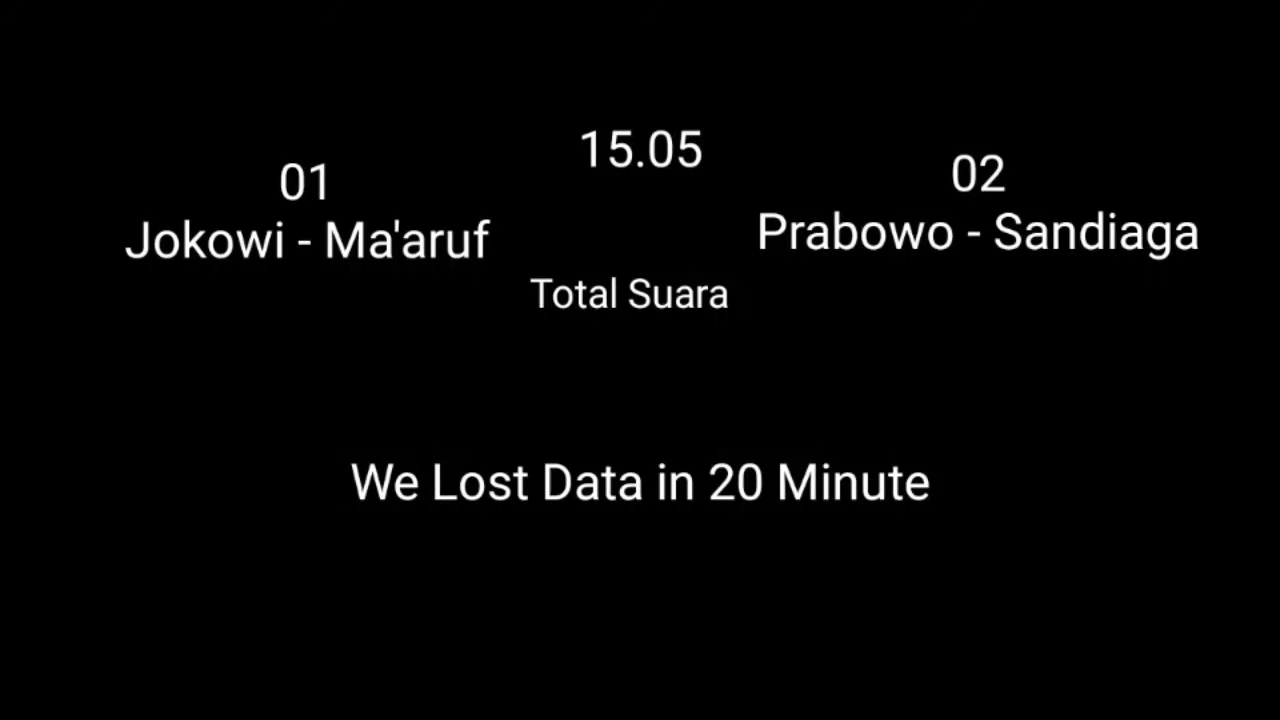 15.05
01
Jokowi - Ma'aruf
02
Prabowo - Sandiaga
Total Suara
We Lost Data in 20 Minute